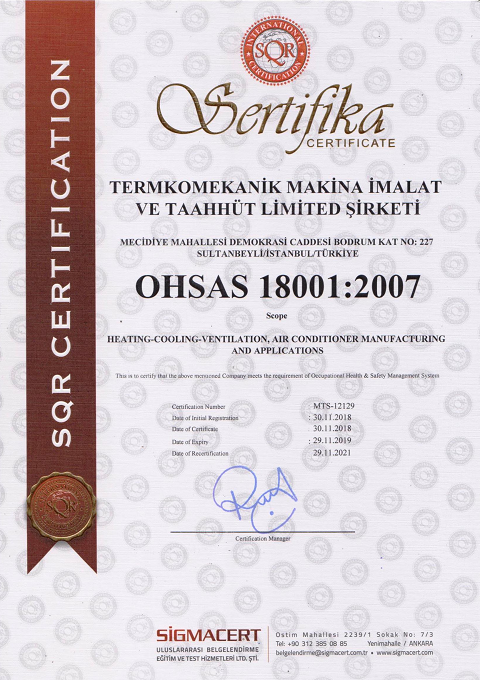 INTERNATIONAL
SQR
CERTIFICATION
Sertifika
CERTIFICATE
SQR CERTIFICATION
TERMKOMEKANİK MAKİNA İMALAT
VE TAAHHÜT LİMİTED ŞİRKETİ
MECİDİYE MAHALLESİ DEMOKRASİ CADDESİ BODRUM KAT NO: 227
SULTANBEYLİ/İSTANBUL/TÜRKİYE
OHSAS 18001:2007
Scope
HEATING-COOLING-VENTILATION, AIR CONDITIONER MANUFACTURING
AND APPLICATIONS
This is to certify that the above mentioned Company meets the requirement of Occupational Health & Safety Management System
Certification Number MTS-12129
Date of Initial Registration : 30.11.2018
Date of Certificate 30.11.2018
Date of Expiry : 29.11.2019
Date of Recertification 29.11.2021
SQR
Certification Manager
SİGMACERT
ULUSLARARASI BELGELENDİRME
EĞİTİM VE TEST HİZMETLERİ LTD. ŞTİ.
Ostim Mahallesi 2239/1 Sokak No: 7/3
Tel: +90 312 385 08 85 Yenimahalle / ANKARA
belgelendirme@sigmacert.com.tr • www.sigmacert.com